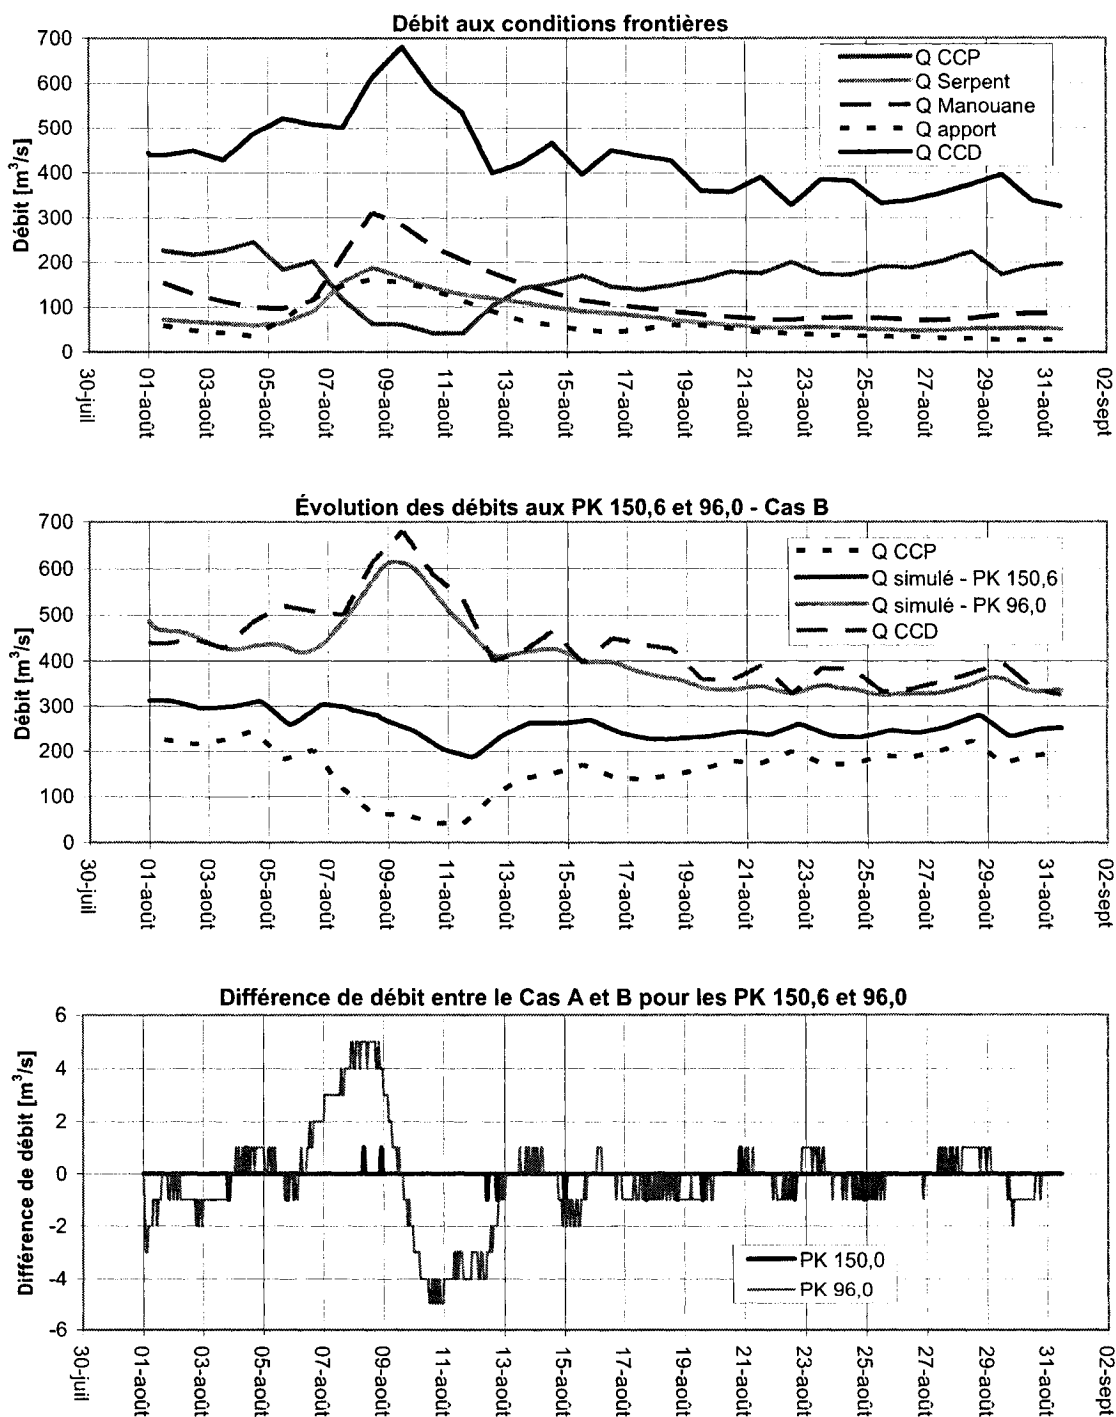 Débit aux conditions frontières
Débit [m³/s]
700
600
500
400
300
200
100
0
Q CCP
Q Serpent
Q Manouane
Q apport
Q CCD
30-juil
01-août
03-août
05-août
07-août
09-août
11-août
13-août
15-août
17-août
19-août
21-août
23-août
25-août
27-août
29-août
31-août
02-sept
Évolution des débits aux PK 150,6 et 96,0 - Cas B
Débit [m³/s]
700
600
500
400
300
200
100
0
Q CCP
Q simulé - PK 150,6
Q simulé - PK 96,0
Q CCD
30-juil
01-août
03-août
05-août
07-août
09-août
11-août
13-août
15-août
17-août
19-août
21-août
23-août
25-août
27-août
29-août
31-août
02-sept
Différence de débit entre le Cas A et B pour les PK 150,6 et 96,0
Différence de débit [m³/s]
6
4
2
0
-2
-4
-6
PK 150,0
PK 96,0
30-juil
01-août
03-août
05-août
07-août
09-août
11-août
13-août
15-août
17-août
19-août
21-août
23-août
25-août
27-août
29-août
31-août
02-sept